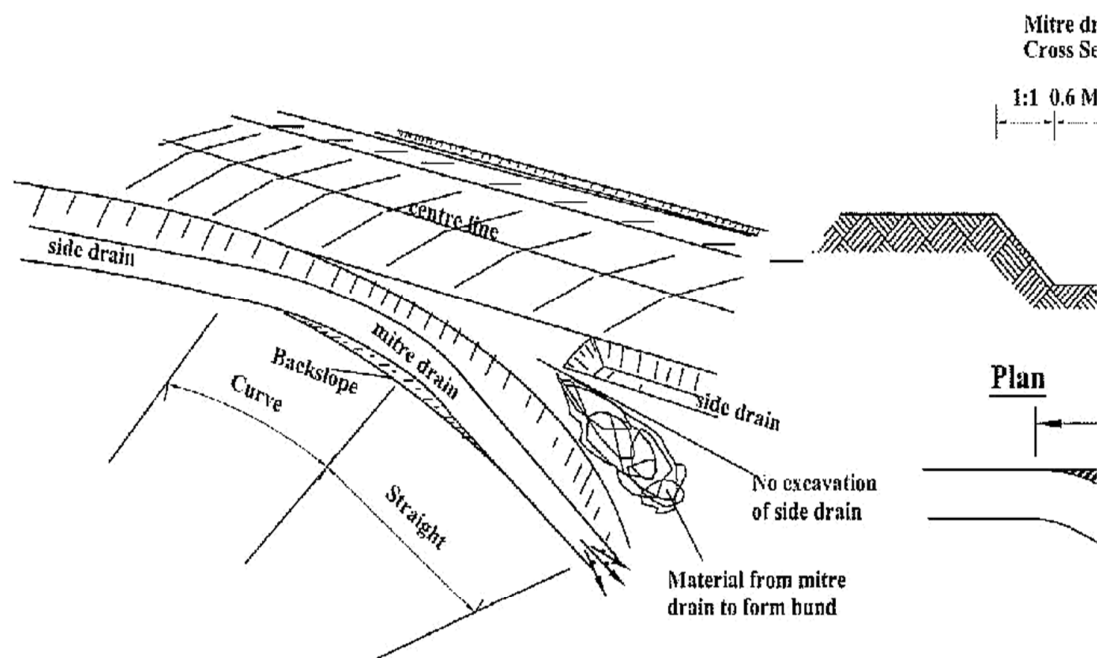 Mitre dr
Cross Se
1:1 0.6 M
centre line
side drain
mitre drain
Backslope
Curve
side drain
Plan
Straight
No excavation
of side drain
Material from mitre
drain to form bund